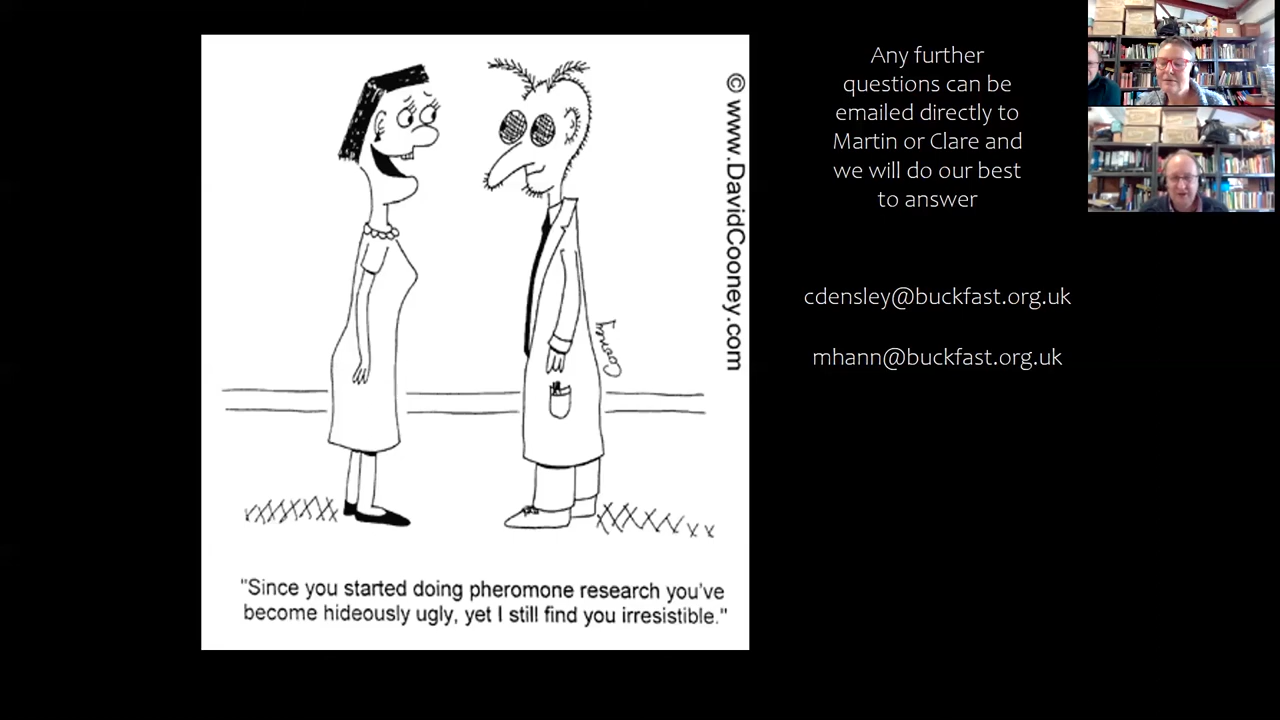 Any further
questions can be
emailed directly to
Martin or Clare and
we will do our best
to answer
cdensley@buckfast.org.uk
mhann@buckfast.org.uk
© www.DavidCooney.com
Cooney
"Since you started doing pheromone research you've
become hideously ugly, yet I still find you irresistible."